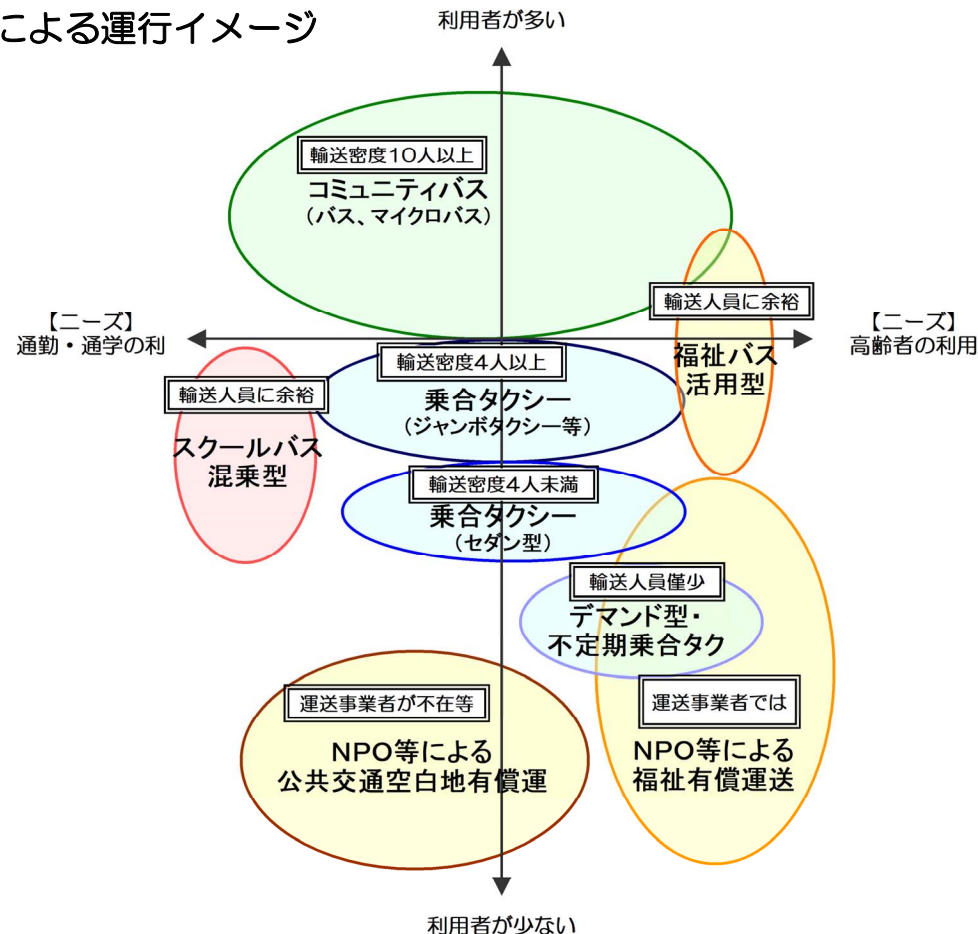 による運行イメージ
利用者が多い
輸送密度10人以上
コミュニティバス
(バス、マイクロバス)
輸送人員に余裕
福祉バス
活用型
【ニーズ】
通勤・通学の利
【ニーズ】
高齢者の利用
輸送密度4人以上
乗合タクシー
(ジャンボタクシー等)
輸送人員に余裕
スクールバス
混乗型
輸送密度4人未満
乗合タクシー
(セダン型)
輸送人員僅少
デマンド型・
不定期乗合タク
運送事業者が不在等
NPO等による
公共交通空白地有償運
運送事業者では
NPO等による
福祉有償運送
利用者が少ない